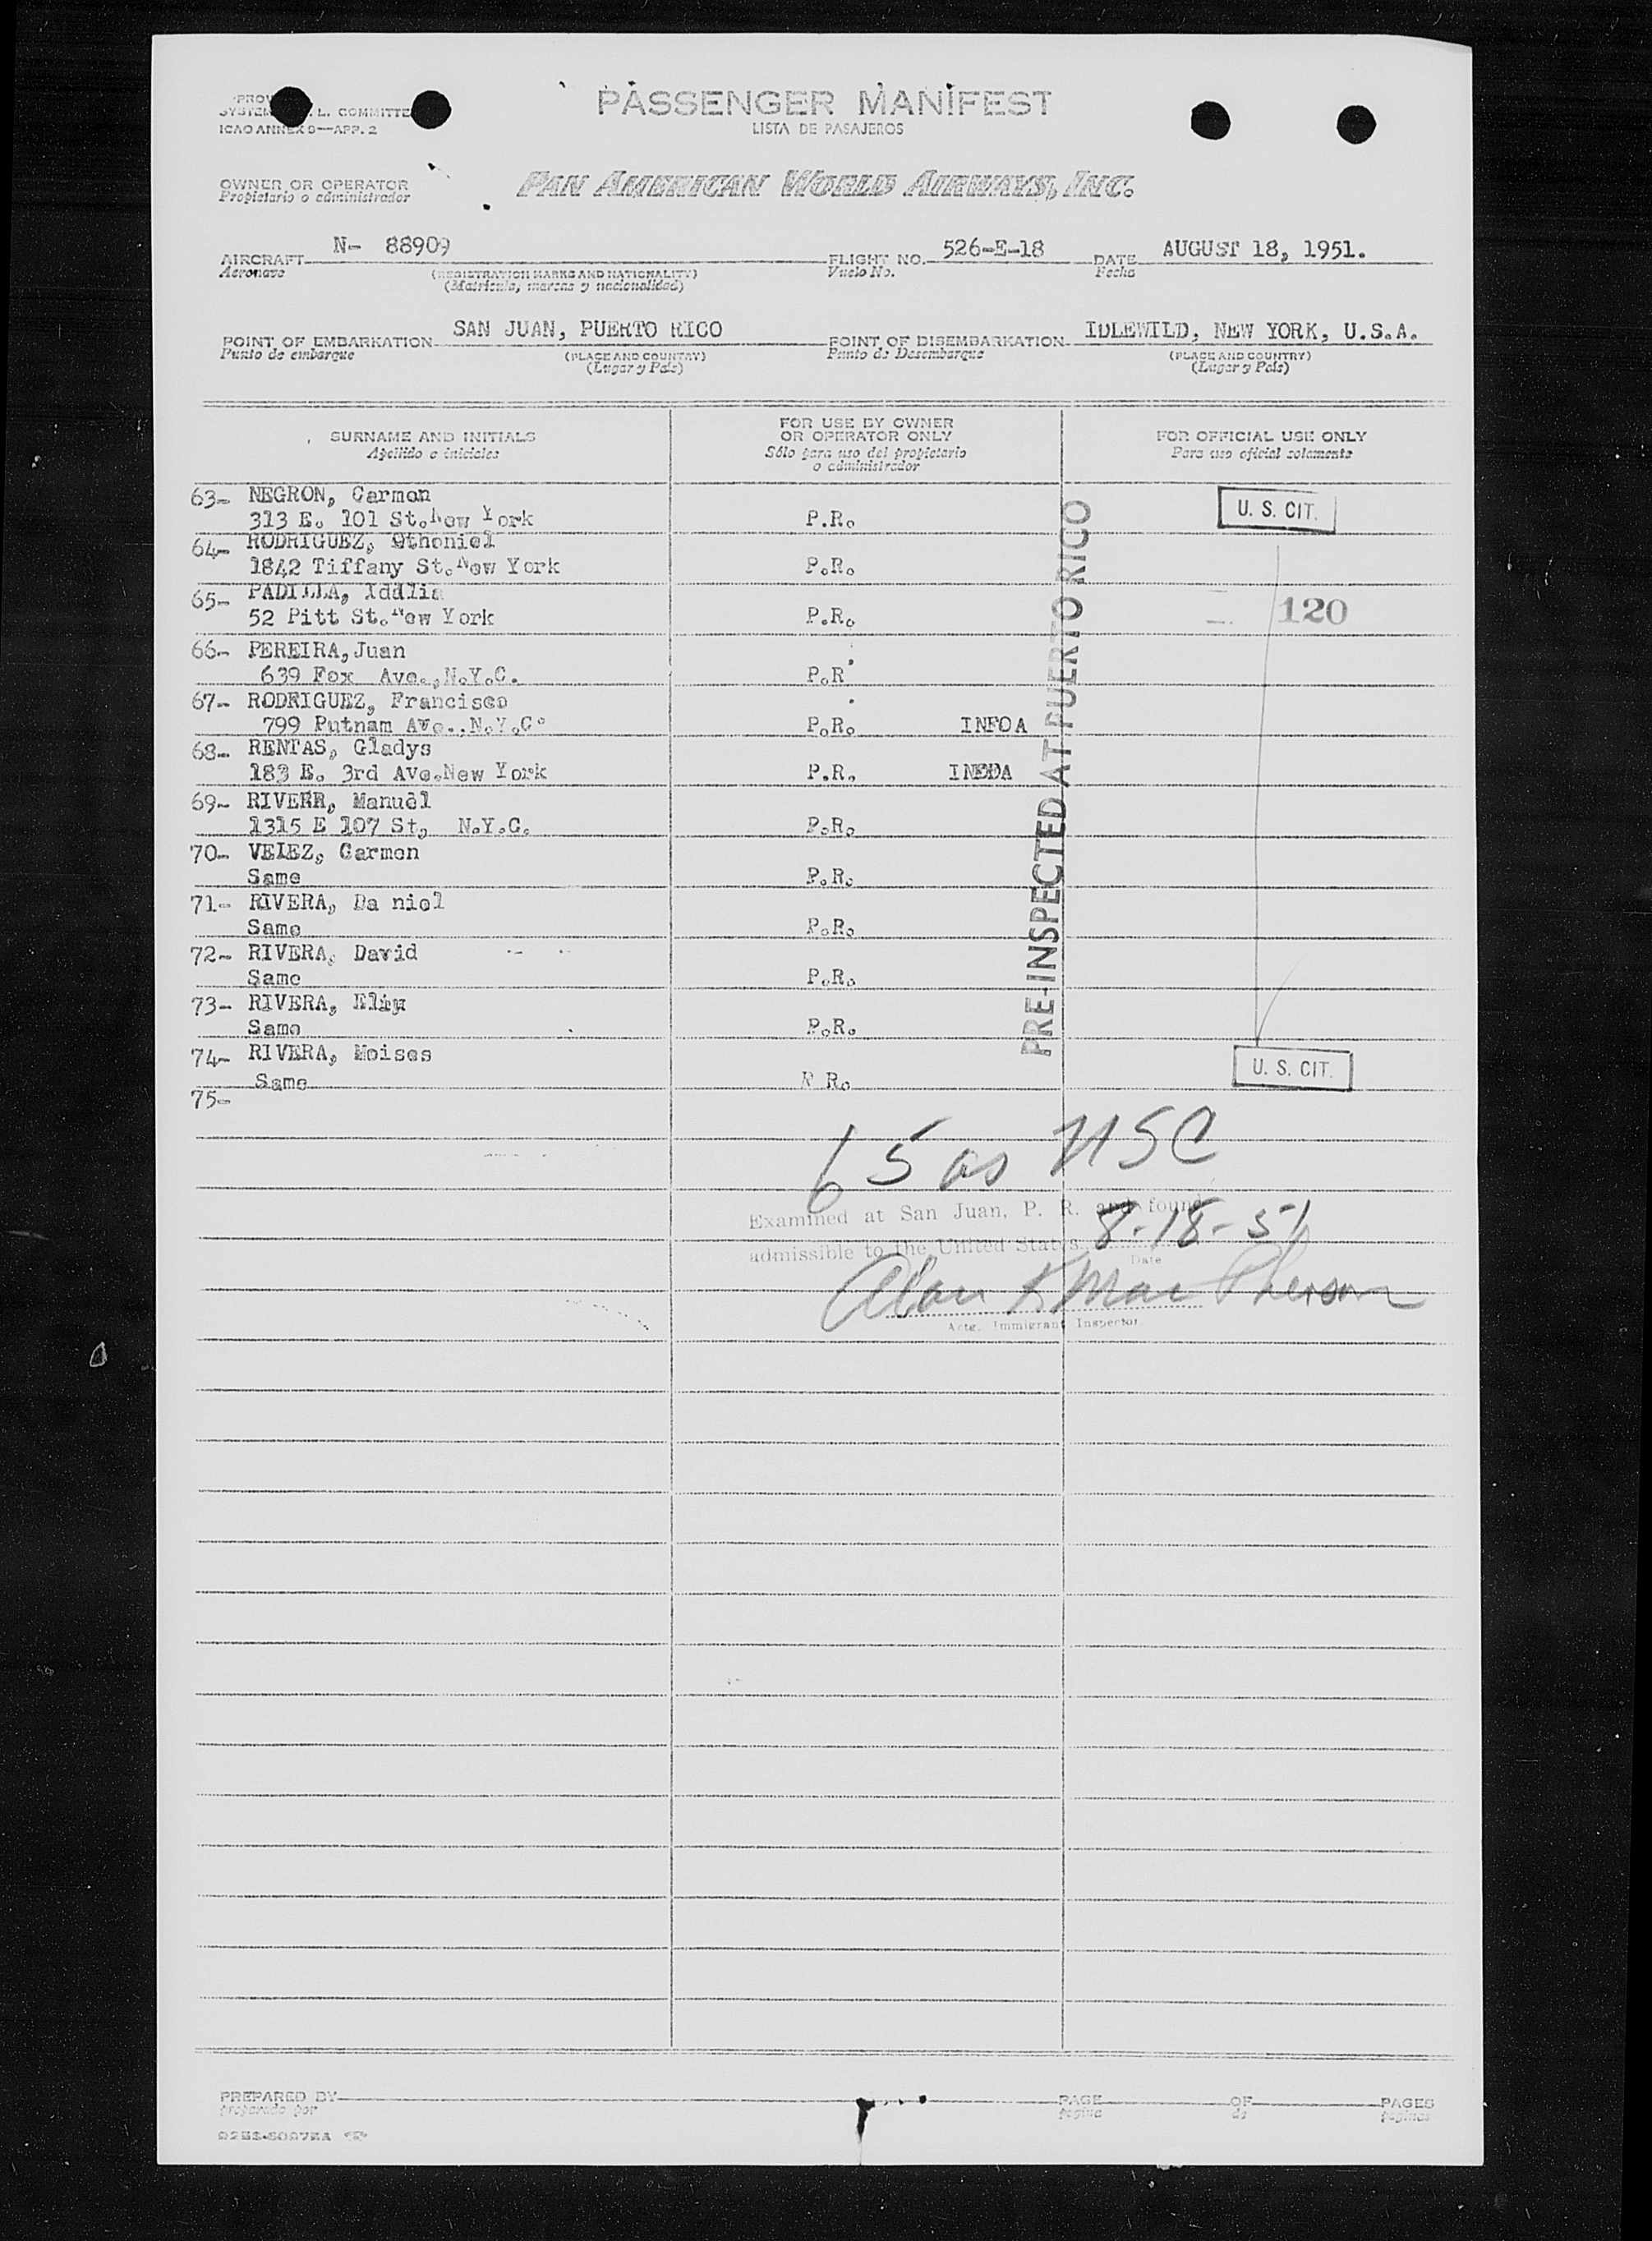 PASSENGER MANIFEST
LISTA DE PASAJEROS
L. COMMITTE
ICAO ANNEX 9—APP. 2
OWNER OR OPERATOR
Propietario o administrador
PAN AMERICAN WORLD AIRWAYS, INC.
AIRCRAFT N- 88909 FLIGHT NO. 526-E-18 DATE AUGUST 18, 1951.
Aeronave (REGISTRATION MARKS AND NATIONALITY) Vuelo No. Fecha
(Matrícula, marcas y nacionalidad)
POINT OF EMBARKATION SAN JUAN, PUERTO RICO POINT OF DISEMBARKATION IDLEWILD, NEW YORK, U.S.A.
Punto de embarque (PLACE AND COUNTRY) Punto de Desembarque (PLACE AND COUNTRY)
(Lugar y País) (Lugar y País)
SURNAME AND INITIALS
Apellido e iniciales
FOR USE BY OWNER
OR OPERATOR ONLY
Sólo para uso del propietario
o administrador
FOR OFFICIAL USE ONLY
Para uso oficial solamente
63- NEGRON, Carmen
313 E. 101 St. New York P.R. U. S. CIT.
64- RODRIGUEZ, Othoniel
1842 Tiffany St. New York P.R.
65- PADILLA, Idalia
52 Pitt St. New York P.R. 120
66- PEREIRA, Juan
639 Fox Ave., N.Y.C. P.R
67- RODRIGUEZ, Francisco
799 Putnam Ave., N.Y.C. P.R. INFOA
68- RENTAS, Gladys
183 E. 3rd Ave. New York P.R.
69- Manuel
1315 E 107 St, N.Y.C. P.R.
70- VELEZ, Carmen
Same P.R.
71- RIVERA, Da niel
Same P.R.
72- RIVERA, David
Same P.R.
73- RIVERA,
Same P.R.
74- RIVERA, Moises
Same R. U. S. CIT.
75-
PRE-INSPECTED AT PUERTO RICO
65 as USC
Examined at San Juan, P. R. and found
admissible to the United States 8-18-51
Date
Alan K MacPherson
Actg. Immigrant Inspector
PREPARED BY PAGE OF PAGES
preparado por página de páginas